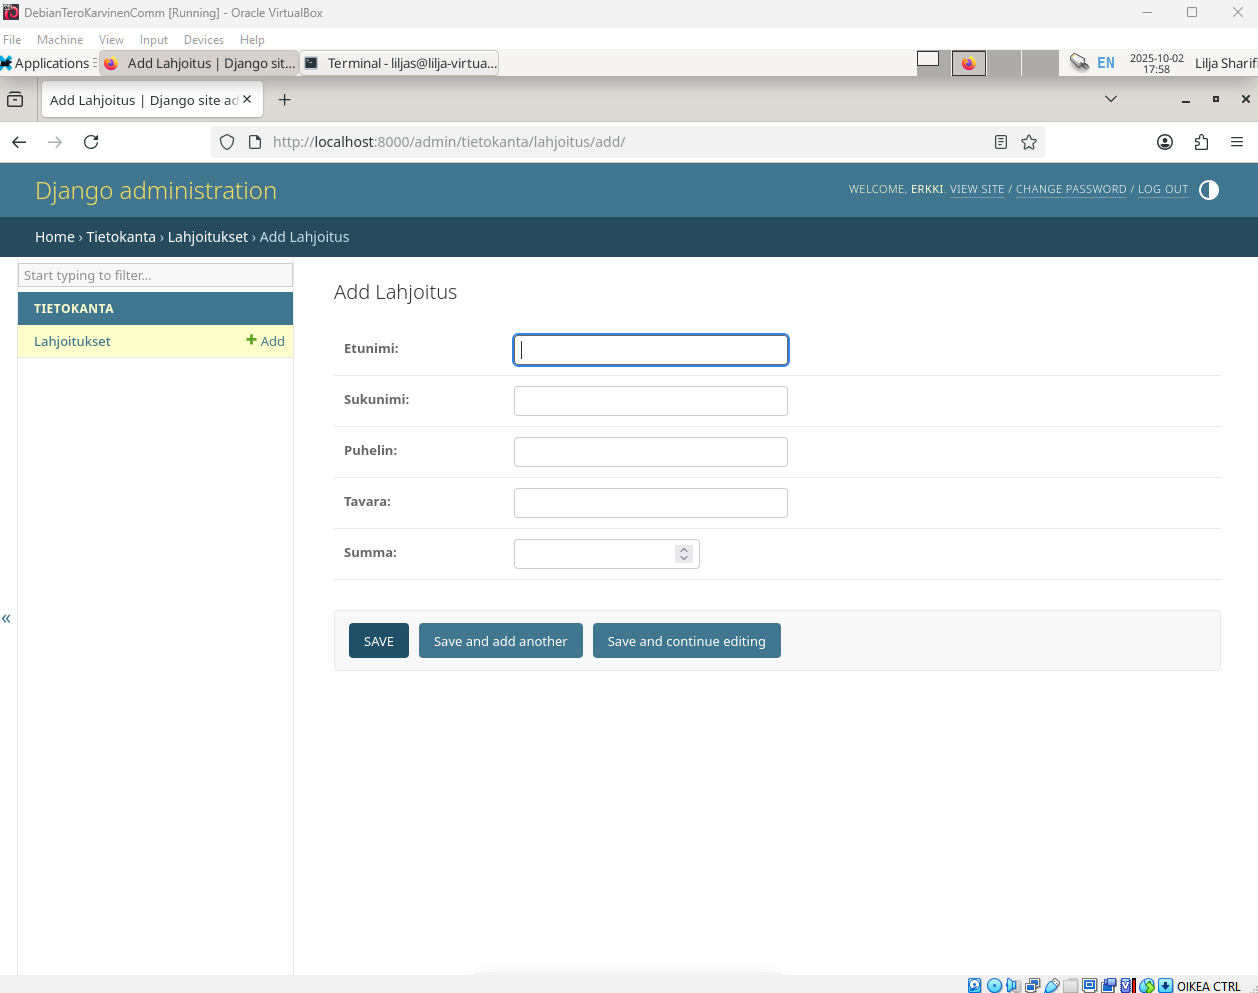 DebianTeroKarvinenComm [Running] - Oracle VirtualBox
File Machine View Input Devices Help
Applications Add Lahjoitus | Django sit... Terminal - liljas@lilja-virtua... EN 2025-10-02 17:58 Lilja Sharif
Add Lahjoitus | Django site ad
http://localhost:8000/admin/tietokanta/lahjoitus/add/
Django administration
WELCOME, ERKKI. VIEW SITE / CHANGE PASSWORD / LOG OUT
Home › Tietokanta › Lahjoitukset › Add Lahjoitus
Start typing to filter...
TIETOKANTA
Lahjoitukset + Add
Add Lahjoitus
Etunimi:
Sukunimi:
Puhelin:
Tavara:
Summa:
«
SAVE Save and add another Save and continue editing
OIKEA CTRL